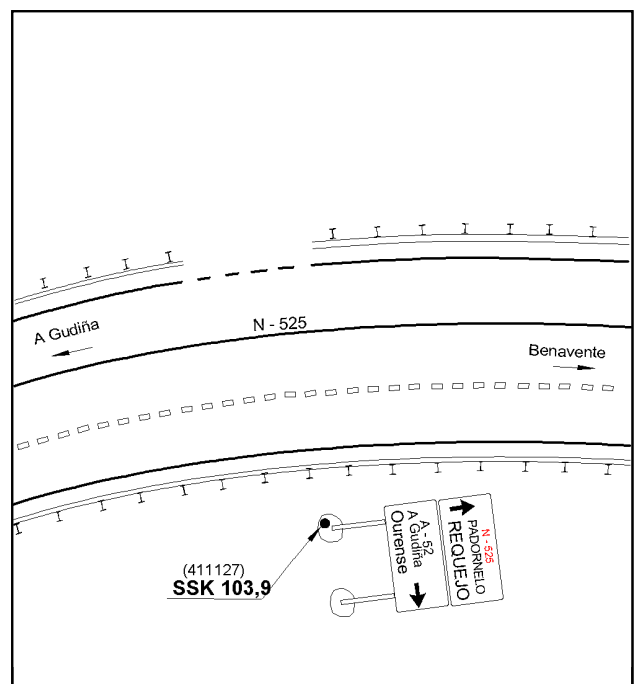 A Gudiña
N - 525
Benavente
(411127)
SSK 103,9
A - 52
A Gudiña
Ourense
N - 525
PADORNELO
REQUEJO